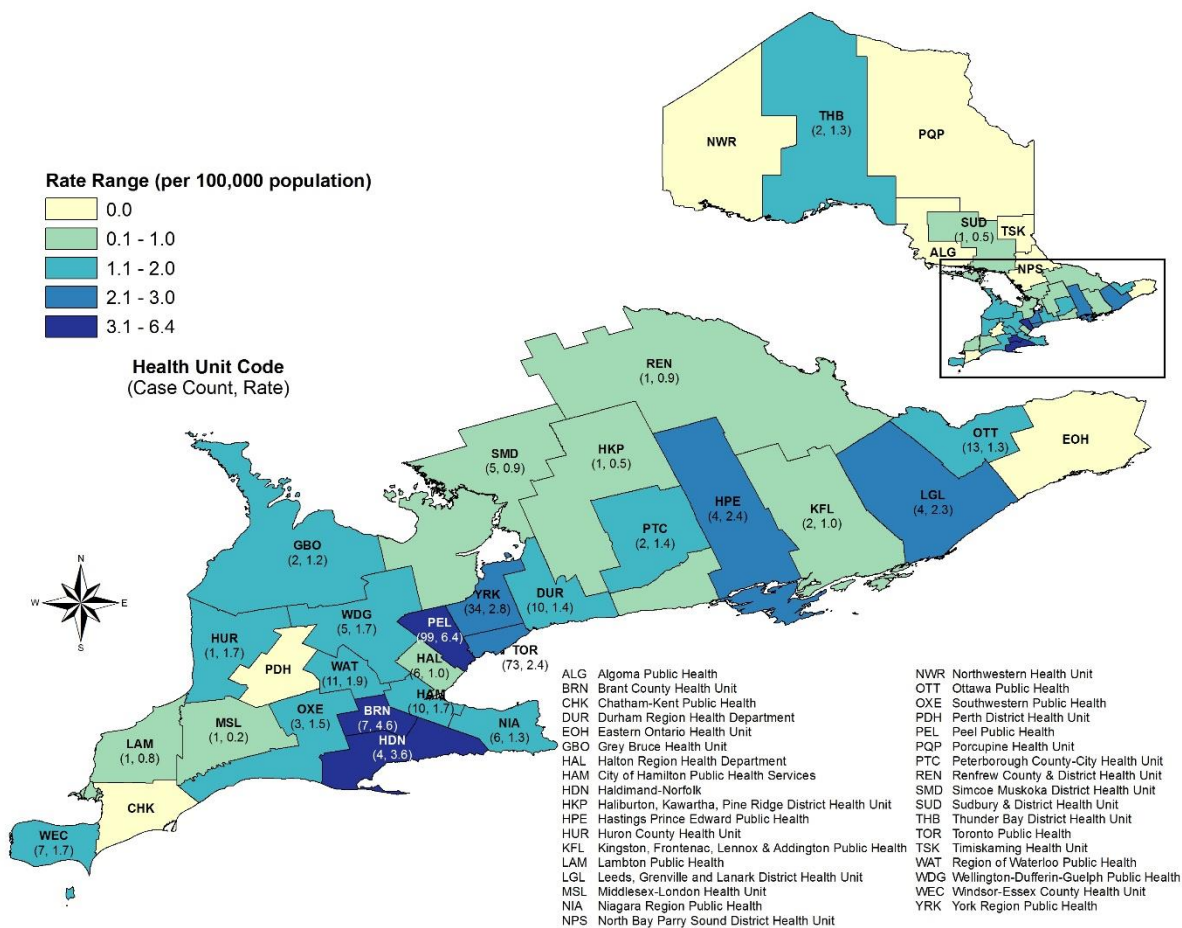 Rate Range (per 100,000 population)
0.0
0.1 - 1.0
1.1 - 2.0
2.1 - 3.0
3.1 - 6.4
Health Unit Code
(Case Count, Rate)
NWR
THB
(2, 1.3)
PQP
SUD
(1, 0.5)
TSK
ALG
NPS
REN
(1, 0.9)
SMD
(5, 0.9)
HKP
(1, 0.5)
OTT
(13, 1.3)
EOH
HPE
(4, 2.4)
KFL
(2, 1.0)
LGL
(4, 2.3)
PTC
(2, 1.4)
GBO
(2, 1.2)
YRK
(34, 2.8)
DUR
(10, 1.4)
WDG
(5, 1.7)
PEL
(99, 6.4)
HUR
(1, 1.7)
TOR
(73, 2.4)
PDH
WAT
(11, 1.9)
HAL
(6, 1.0)
HAM
(10, 1.7)
OXE
(3, 1.5)
BRN
(7, 4.6)
NIA
(6, 1.3)
MSL
(1, 0.2)
HDN
(4, 3.6)
LAM
(1, 0.8)
CHK
WEC
(7, 1.7)
N
W E
S
ALG Algoma Public Health
BRN Brant County Health Unit
CHK Chatham-Kent Public Health
DUR Durham Region Health Department
EOH Eastern Ontario Health Unit
GBO Grey Bruce Health Unit
HAL Halton Region Health Department
HAM City of Hamilton Public Health Services
HDN Haldimand-Norfolk
HKP Haliburton, Kawartha, Pine Ridge District Health Unit
HPE Hastings Prince Edward Public Health
HUR Huron County Health Unit
KFL Kingston, Frontenac, Lennox & Addington Public Health
LAM Lambton Public Health
LGL Leeds, Grenville and Lanark District Health Unit
MSL Middlesex-London Health Unit
NIA Niagara Region Public Health
NPS North Bay Parry Sound District Health Unit
NWR Northwestern Health Unit
OTT Ottawa Public Health
OXE Southwestern Public Health
PDH Perth District Health Unit
PEL Peel Public Health
PQP Porcupine Health Unit
PTC Peterborough County-City Health Unit
REN Renfrew County & District Health Unit
SMD Simcoe Muskoka District Health Unit
SUD Sudbury & District Health Unit
THB Thunder Bay District Health Unit
TOR Toronto Public Health
TSK Timiskaming Health Unit
WAT Region of Waterloo Public Health
WDG Wellington-Dufferin-Guelph Public Health
WEC Windsor-Essex County Health Unit
YRK York Region Public Health